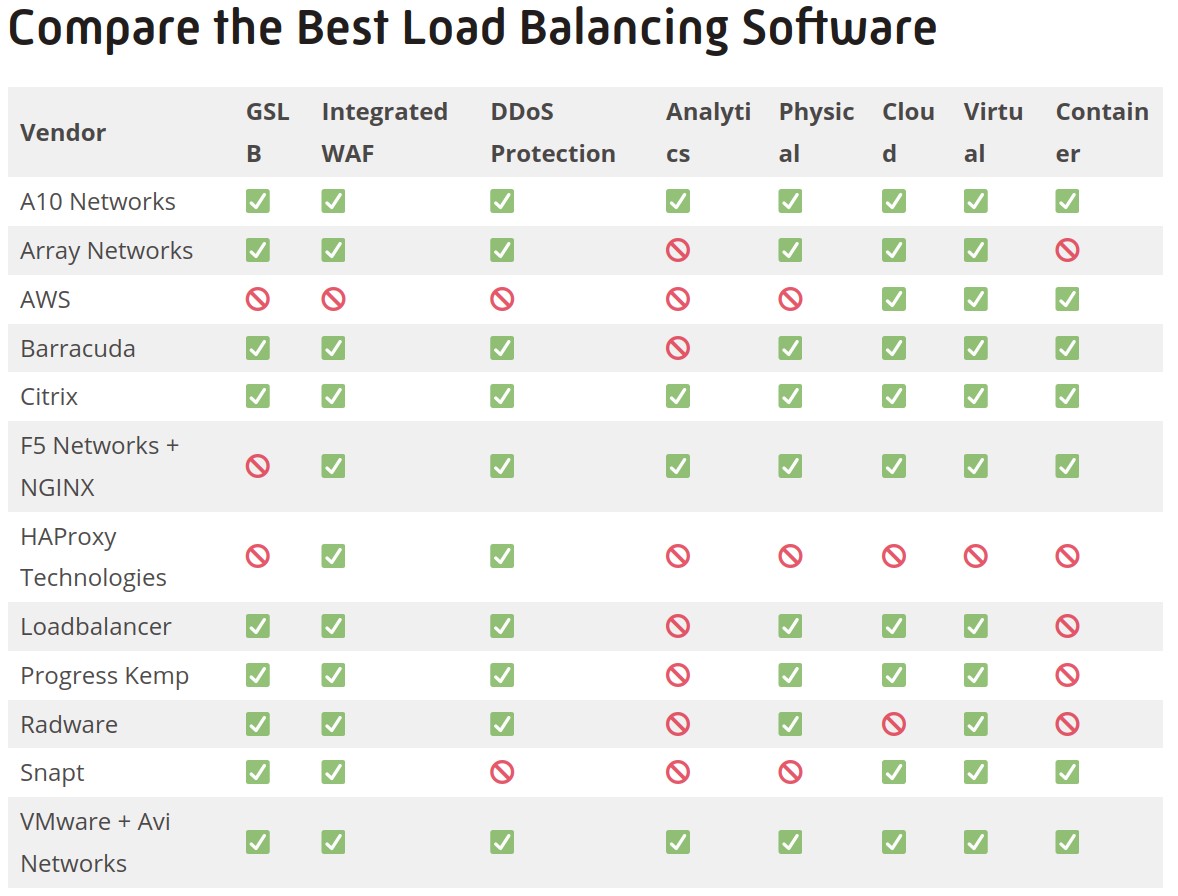 Compare the Best Load Balancing Software
Vendor GSLB Integrated WAF DDoS Protection Analytics Physical Cloud Virtual Container
A10 Networks ✅ ✅ ✅ ✅ ✅ ✅ ✅ ✅
Array Networks ✅ ✅ ✅ 🚫 ✅ ✅ ✅ 🚫
AWS 🚫 🚫 🚫 🚫 🚫 ✅ ✅ ✅
Barracuda ✅ ✅ ✅ 🚫 ✅ ✅ ✅ ✅
Citrix ✅ ✅ ✅ ✅ ✅ ✅ ✅ ✅
F5 Networks +
NGINX 🚫 ✅ ✅ ✅ ✅ ✅ ✅ ✅
HAProxy
Technologies 🚫 ✅ ✅ 🚫 🚫 🚫 🚫 🚫
Loadbalancer ✅ ✅ ✅ 🚫 ✅ ✅ ✅ 🚫
Progress Kemp ✅ ✅ ✅ 🚫 ✅ ✅ ✅ 🚫
Radware ✅ ✅ ✅ 🚫 ✅ 🚫 ✅ 🚫
Snapt ✅ ✅ 🚫 🚫 🚫 ✅ ✅ ✅
VMware + Avi
Networks ✅ ✅ ✅ ✅ ✅ ✅ ✅ ✅